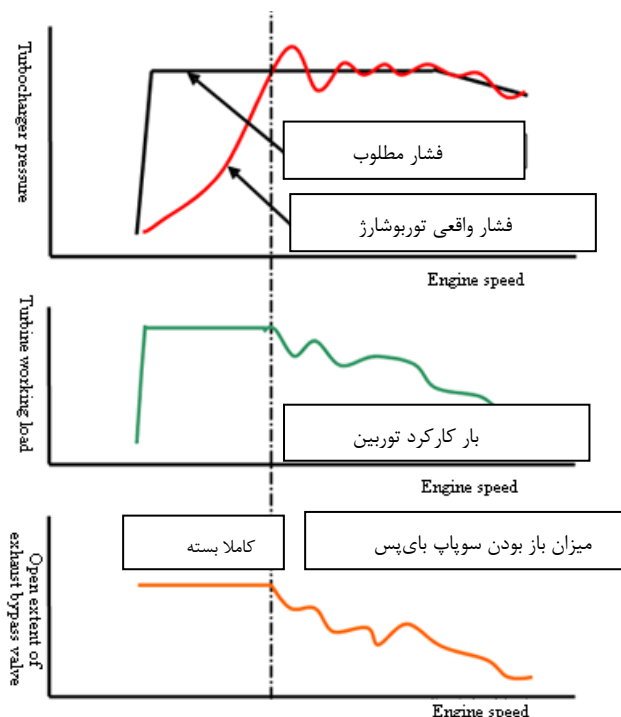 Turbocharger
pressure
فشار مطلوب
فشار واقعی توربوشارژ
Engine speed
Turbine working
load
بار کارکرد توربین
Engine speed
Open extent of
exhaust bypass valve
کاملا بسته
میزان باز بودن سوپاپ بای‌پس
Engine speed